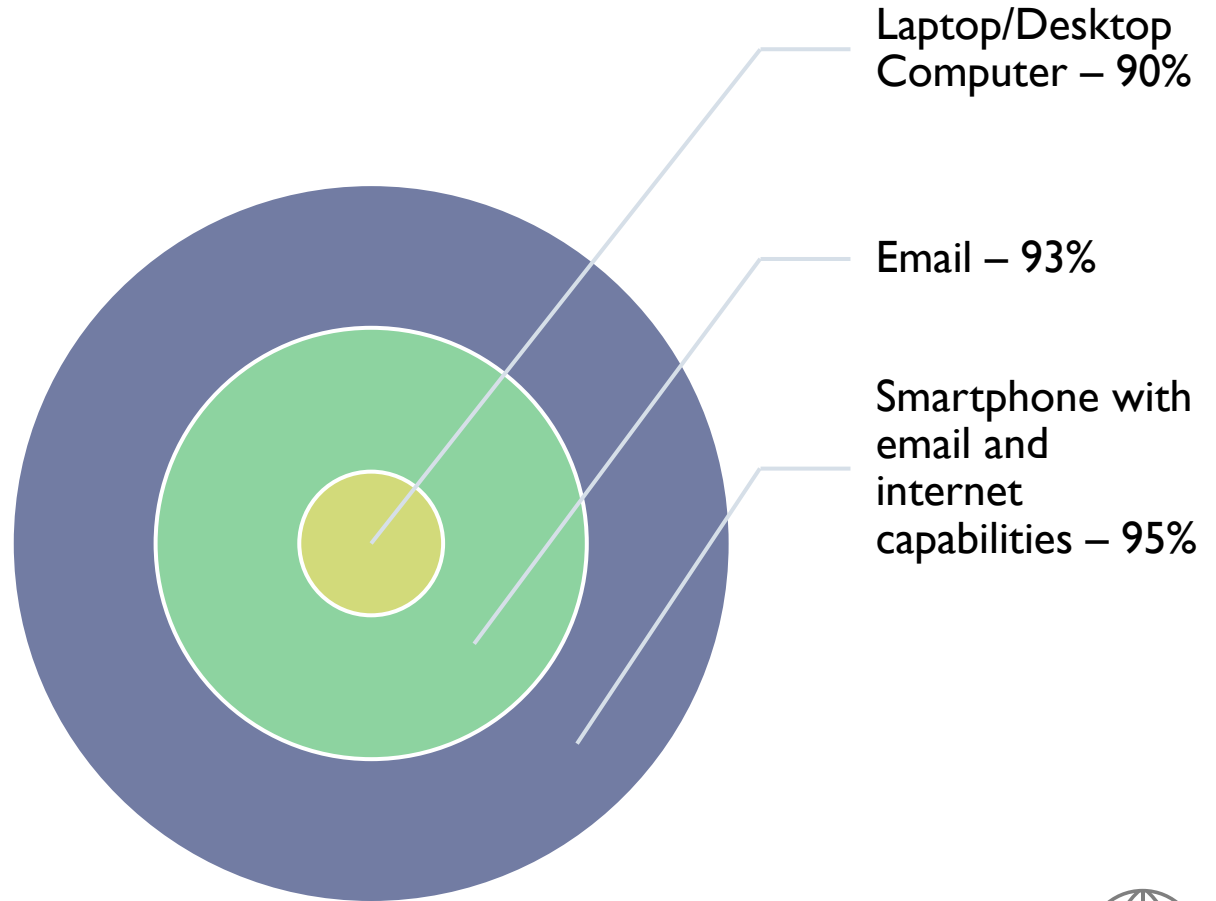 Laptop/Desktop
Computer – 90%
Email – 93%
Smartphone with
email and
internet
capabilities – 95%